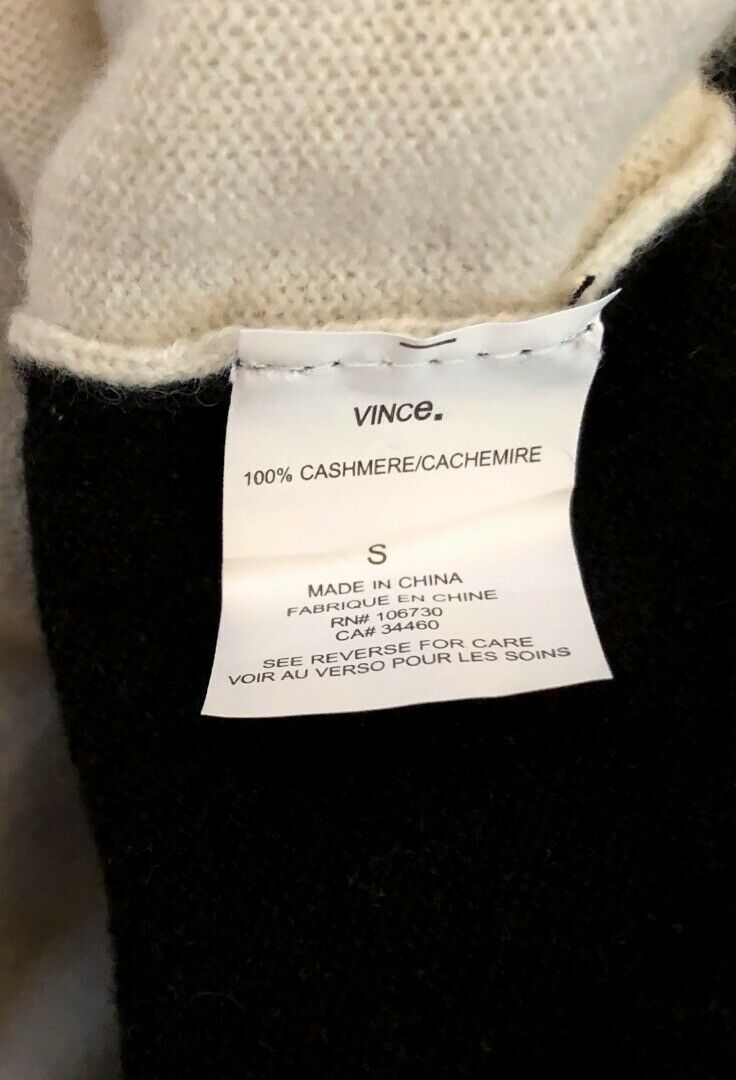 VINCe.
100% CASHMERE/CACHEMIRE
S
MADE IN CHINA
FABRIQUE EN CHINE
RN# 106730
CA# 34460
SEE REVERSE FOR CARE
VOIR AU VERSO POUR LES SOINS